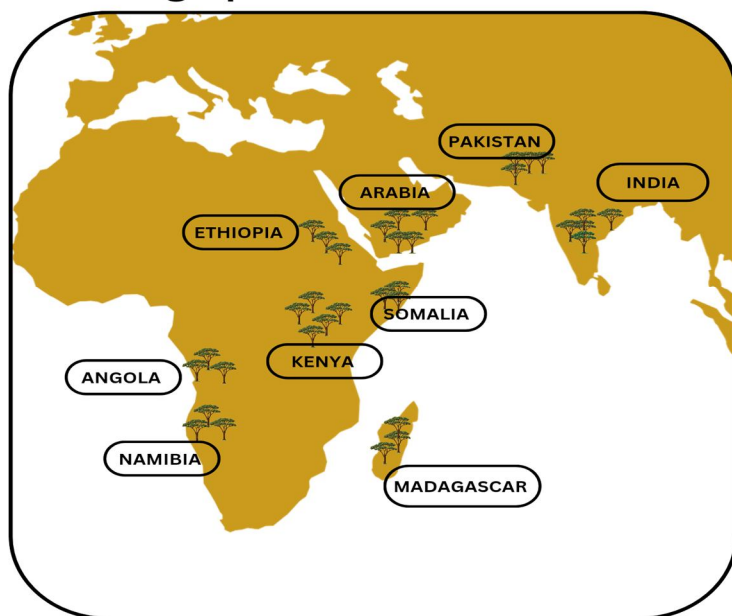 PAKISTAN
INDIA
ARABIA
ETHIOPIA
SOMALIA
KENYA
ANGOLA
NAMIBIA
MADAGASCAR